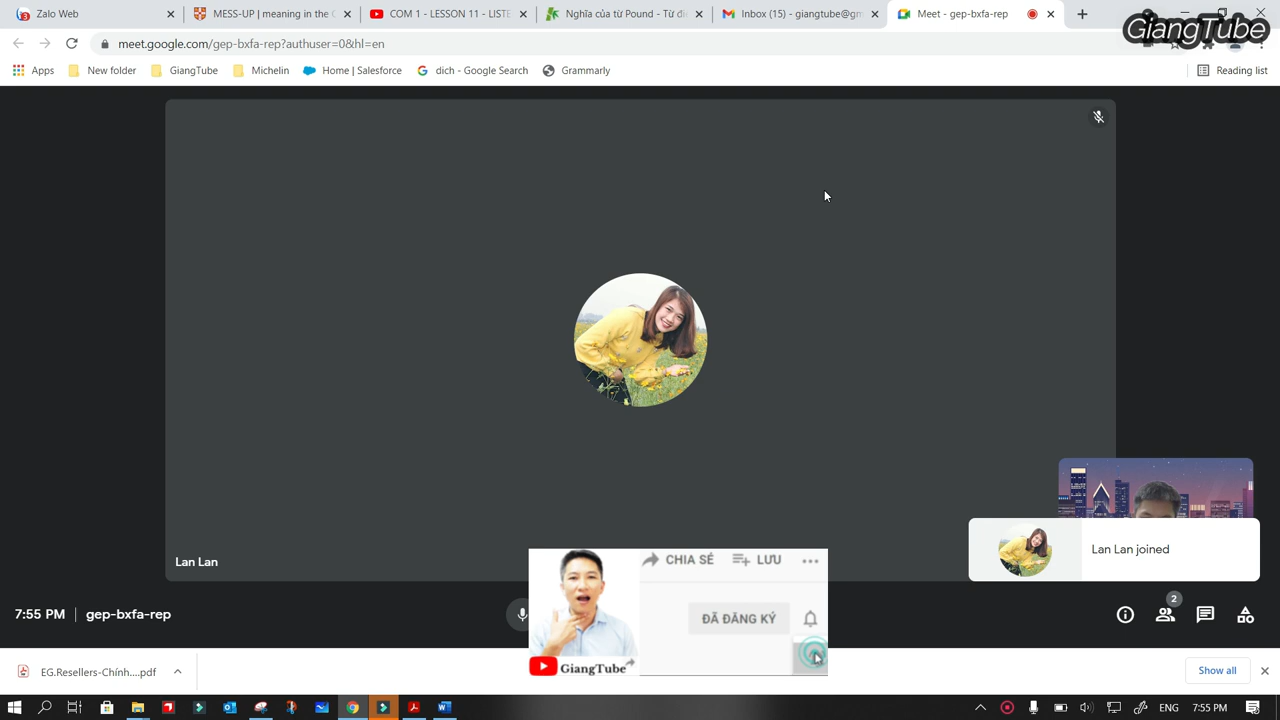 Zalo Web
MESS-UP | meaning in the C
COM 1 - LESSON 11 - LISTE
Nghĩa của từ Pound - Từ điể
Inbox (15) - giangtube@gm
Meet - gep-bxfa-rep
GiangTube
meet.google.com/gep-bxfa-rep?authuser=0&hl=en
Apps
New folder
GiangTube
Michelin
Home | Salesforce
dich - Google Search
Grammarly
Reading list
Lan Lan
Lan Lan joined
CHIA SẺ
LƯU
ĐÃ ĐĂNG KÝ
GiangTube
7:55 PM
gep-bxfa-rep
2
EG.Resellers-Chính....pdf
Show all
ENG
7:55 PM